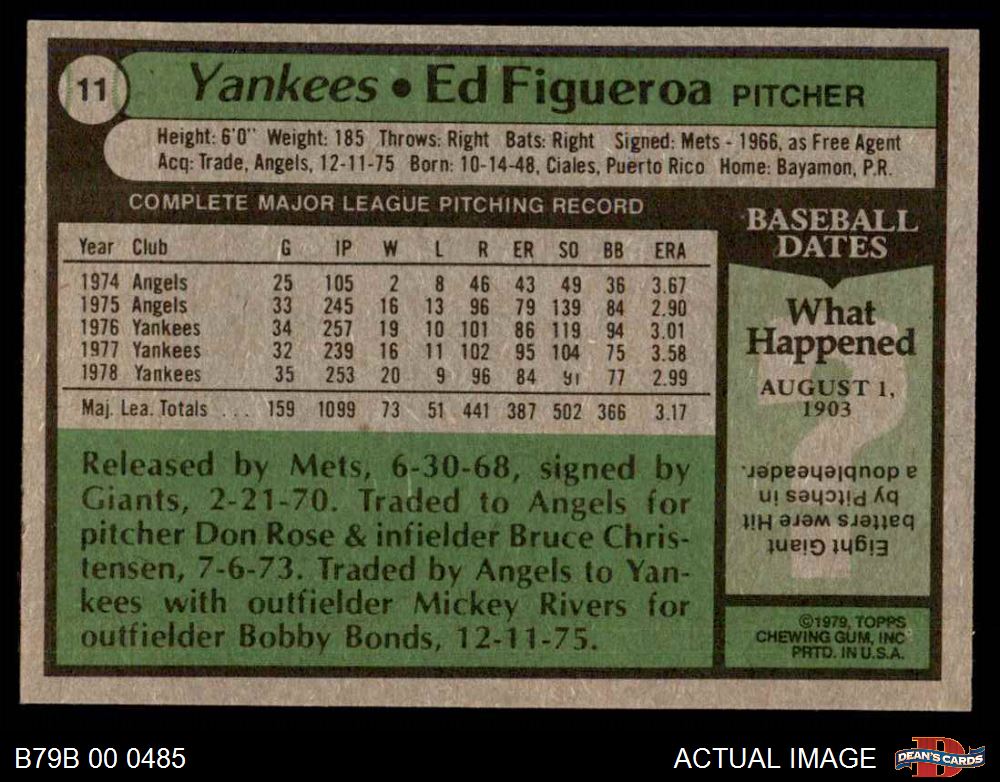 11
Yankees • Ed Figueroa PITCHER
Height: 6'0" Weight: 185 Throws: Right Bats: Right Signed: Mets - 1966, as Free Agent
Acq: Trade, Angels, 12-11-75 Born: 10-14-48, Ciales, Puerto Rico Home: Bayamon, P.R.
COMPLETE MAJOR LEAGUE PITCHING RECORD
Year Club G IP W L R ER SO BB ERA
1974 Angels 25 105 2 8 46 43 49 36 3.67
1975 Angels 33 245 16 13 96 79 139 84 2.90
1976 Yankees 34 257 19 10 101 86 119 94 3.01
1977 Yankees 32 239 16 11 102 95 104 75 3.58
1978 Yankees 35 253 20 9 96 84 91 77 2.99
Maj. Lea. Totals ... 159 1099 73 51 441 387 502 366 3.17
Released by Mets, 6-30-68, signed by
Giants, 2-21-70. Traded to Angels for
pitcher Don Rose & infielder Bruce Chris-
tensen, 7-6-73. Traded by Angels to Yan-
kees with outfielder Mickey Rivers for
outfielder Bobby Bonds, 12-11-75.
BASEBALL
DATES
What
Happened
AUGUST 1,
1903
Eight Giant
batters were Hit
by Pitches in
a doubleheader.
©1979, TOPPS
CHEWING GUM, INC
PRTD. IN U.S.A.
B79B 00 0485
ACTUAL IMAGE
D
DEAN'S CARDS